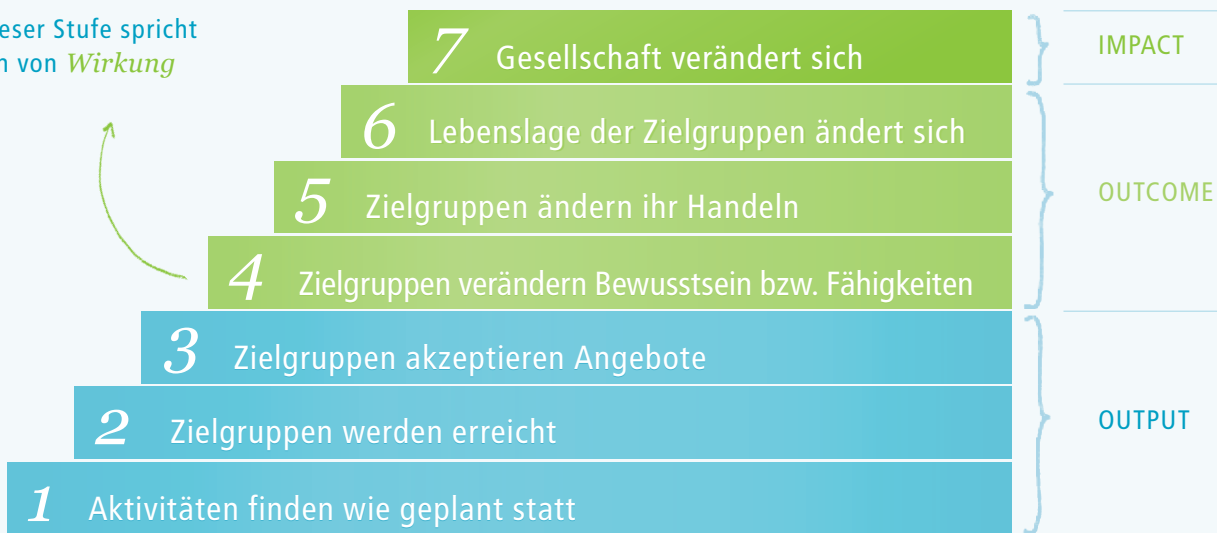 ieser Stufe spricht
n von Wirkung
7 Gesellschaft verändert sich
IMPACT
6 Lebenslage der Zielgruppen ändert sich
5 Zielgruppen ändern ihr Handeln
OUTCOME
4 Zielgruppen verändern Bewusstsein bzw. Fähigkeiten
3 Zielgruppen akzeptieren Angebote
2 Zielgruppen werden erreicht
OUTPUT
1 Aktivitäten finden wie geplant statt